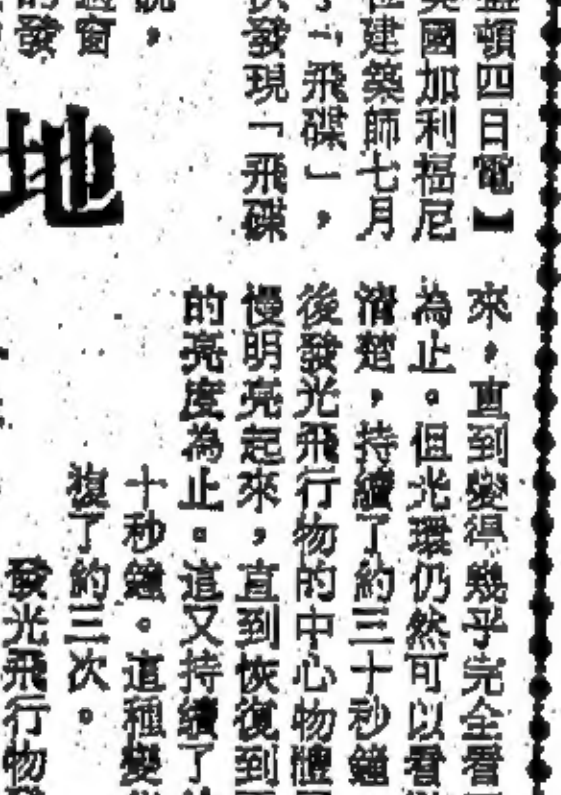 頓四日電】
國加利福尼
建築師七月
「飛碟」，
發現「飛碟
，
窗
的發
地
來，直到變得幾乎完全看
為止。但光環仍然可以看
清楚，持續了約三十秒鐘
後發光飛行物的中心物體
慢明亮起來，直到恢復到
的亮度為止。這又持續了
十秒鐘。這種變
複了約三次。
發光飛行物